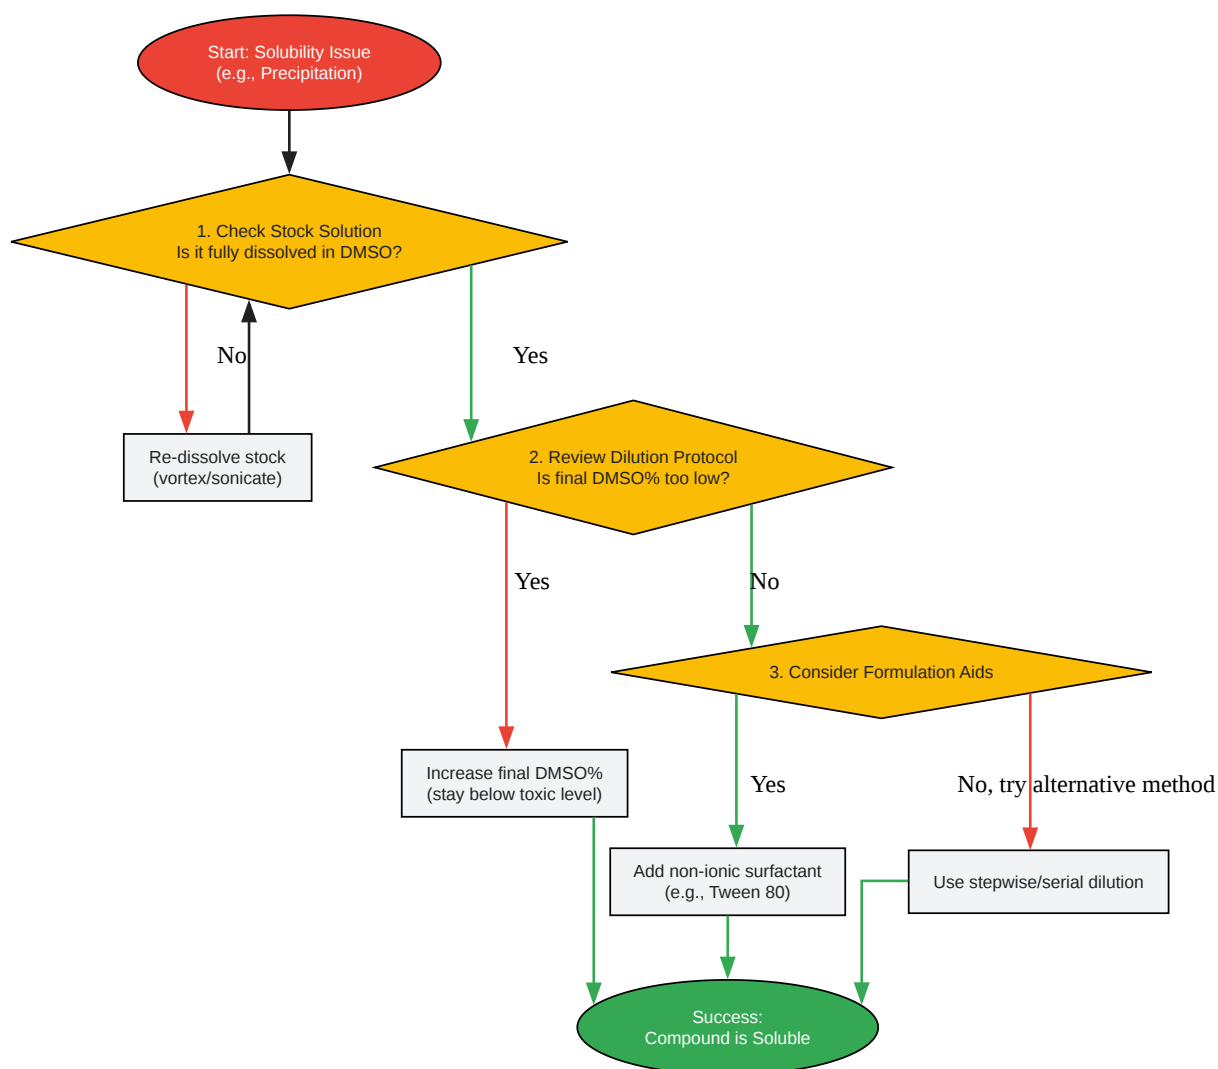 Start: Solubility Issue
(e.g., Precipitation)
1. Check Stock Solution
Is it fully dissolved in DMSO?
No
Yes
Re-dissolve stock
(vortex/sonicate)
2. Review Dilution Protocol
Is final DMSO% too low?
Yes
No
3. Consider Formulation Aids
Increase final DMSO%
(stay below toxic level)
Yes
No, try alternative method
Add non-ionic surfactant
(e.g., Tween 80)
Use stepwise/serial dilution
Success:
Compound is Soluble